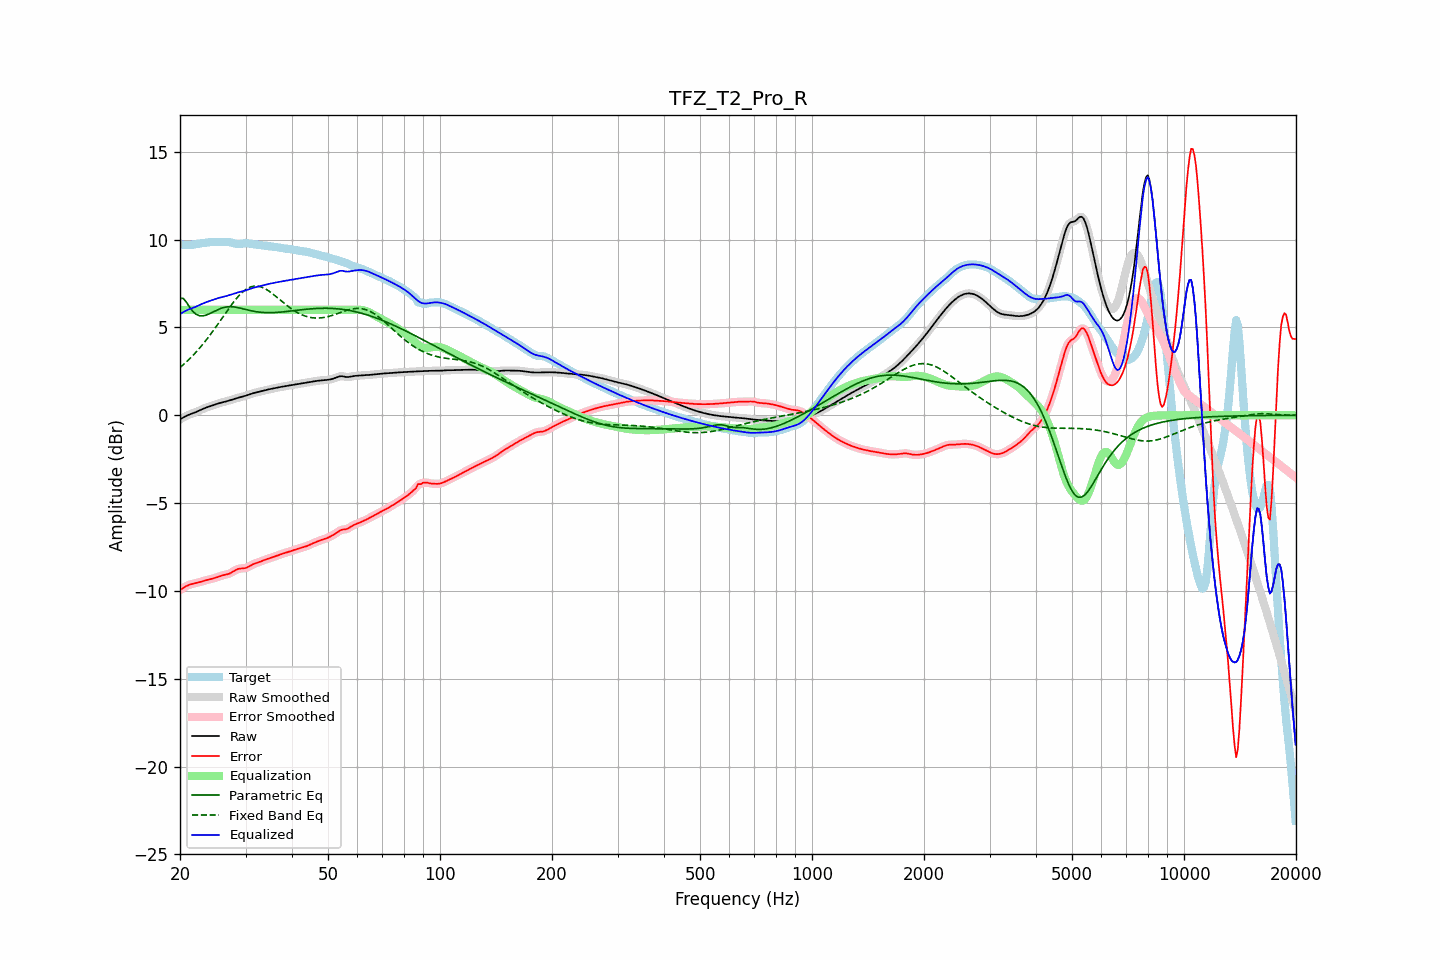 TFZ_T2_Pro_R
Amplitude (dBr)
15
10
5
0
−5
−10
−15
−20
−25
Target
Raw Smoothed
Error Smoothed
Raw
Error
Equalization
Parametric Eq
Fixed Band Eq
Equalized
20 50 100 200 500 1000 2000 5000 10000 20000
Frequency (Hz)